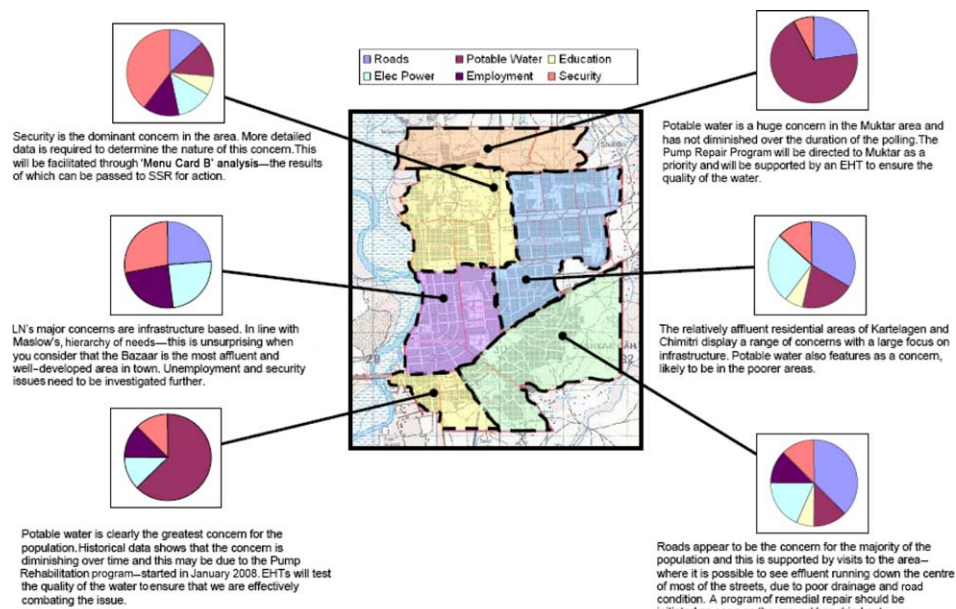 Roads Potable Water Education
Elec Power Employment Security
Security is the dominant concern in the area. More detailed
data is required to determine the nature of this concern.This
will be facilitated through 'Menu Card B' analysis—the results
of which can be passed to SSR for action.
Potable water is a huge concern in the Muktar area and
has not diminished over the duration of the polling.The
Pump Repair Program will be directed to Muktar as a
priority and will be supported by an EHT to ensure the
quality of the water.
LN's major concerns are infrastructure based. In line with
Maslow's, hierarchy of needs—this is unsurprising when
you consider that the Bazaar is the most affluent and
well-developed area in town. Unemployment and security
issues need to be investigated further.
The relatively affluent residential areas of Kartelagen and
Chimitri display a range of concerns with a large focus on
infrastructure. Potable water also features as a concern,
likely to be in the poorer areas.
Potable water is clearly the greatest concern for the
population.Historical data shows that the concern is
diminishing over time and this may be due to the Pump
Rehabilitation program—started in January 2008.EHTs will test
the quality of the water to ensure that we are effectively
combating the issue.
Roads appear to be the concern for the majority of the
population and this is supported by visits to the area—
where it is possible to see effluent running down the centre
of most of the streets, due to poor drainage and road
condition. A program of remedial repair should be